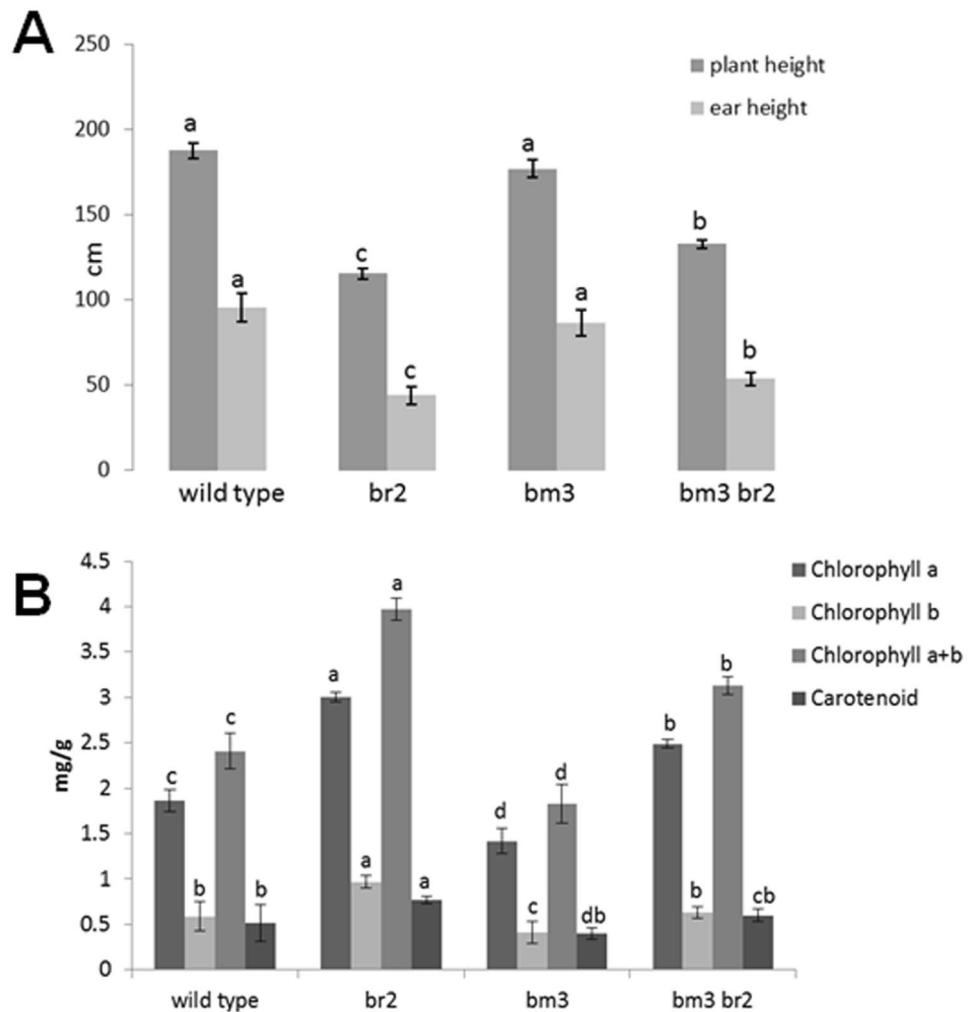 A
250
200
150
100
50
0
cm
plant height
ear height
a
a
c
c
a
a
b
b
wild type br2 bm3 bm3 br2
B
4.5
4
3.5
3
2.5
2
1.5
1
0.5
0
mg/g
Chlorophyll a
Chlorophyll b
Chlorophyll a+b
Carotenoid
c
b
c
b
a
a
a
a
d
c
d
db
b
b
b
cb
wild type br2 bm3 bm3 br2